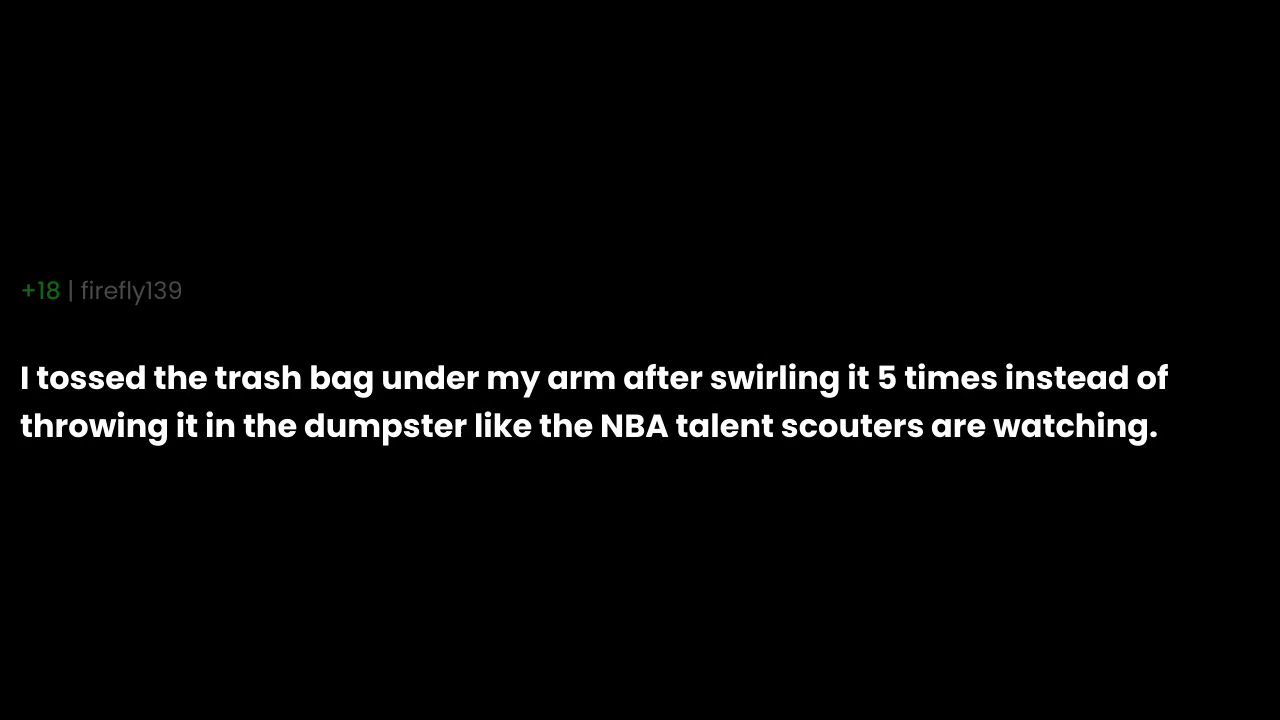 +18 | firefly139
I tossed the trash bag under my arm after swirling it 5 times instead of
throwing it in the dumpster like the NBA talent scouters are watching.